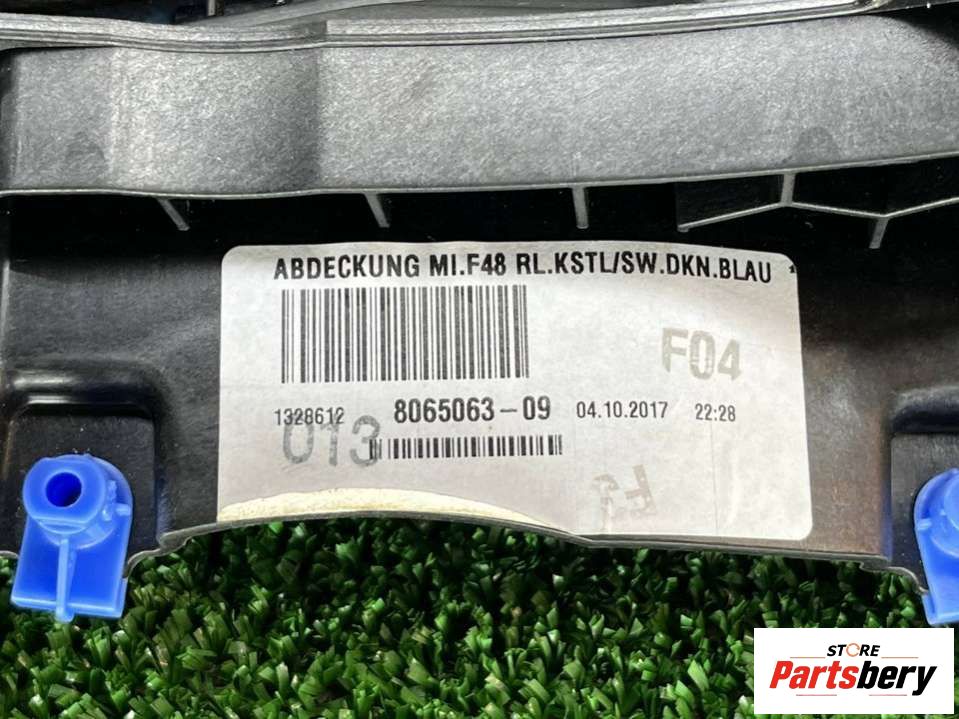 ABDECKUNG MI.F48 RL.KSTL/SW.DKN.BLAU *
F04
1328612 8065063-09 04.10.2017 22:28
013
F3
STORE
Partsbery